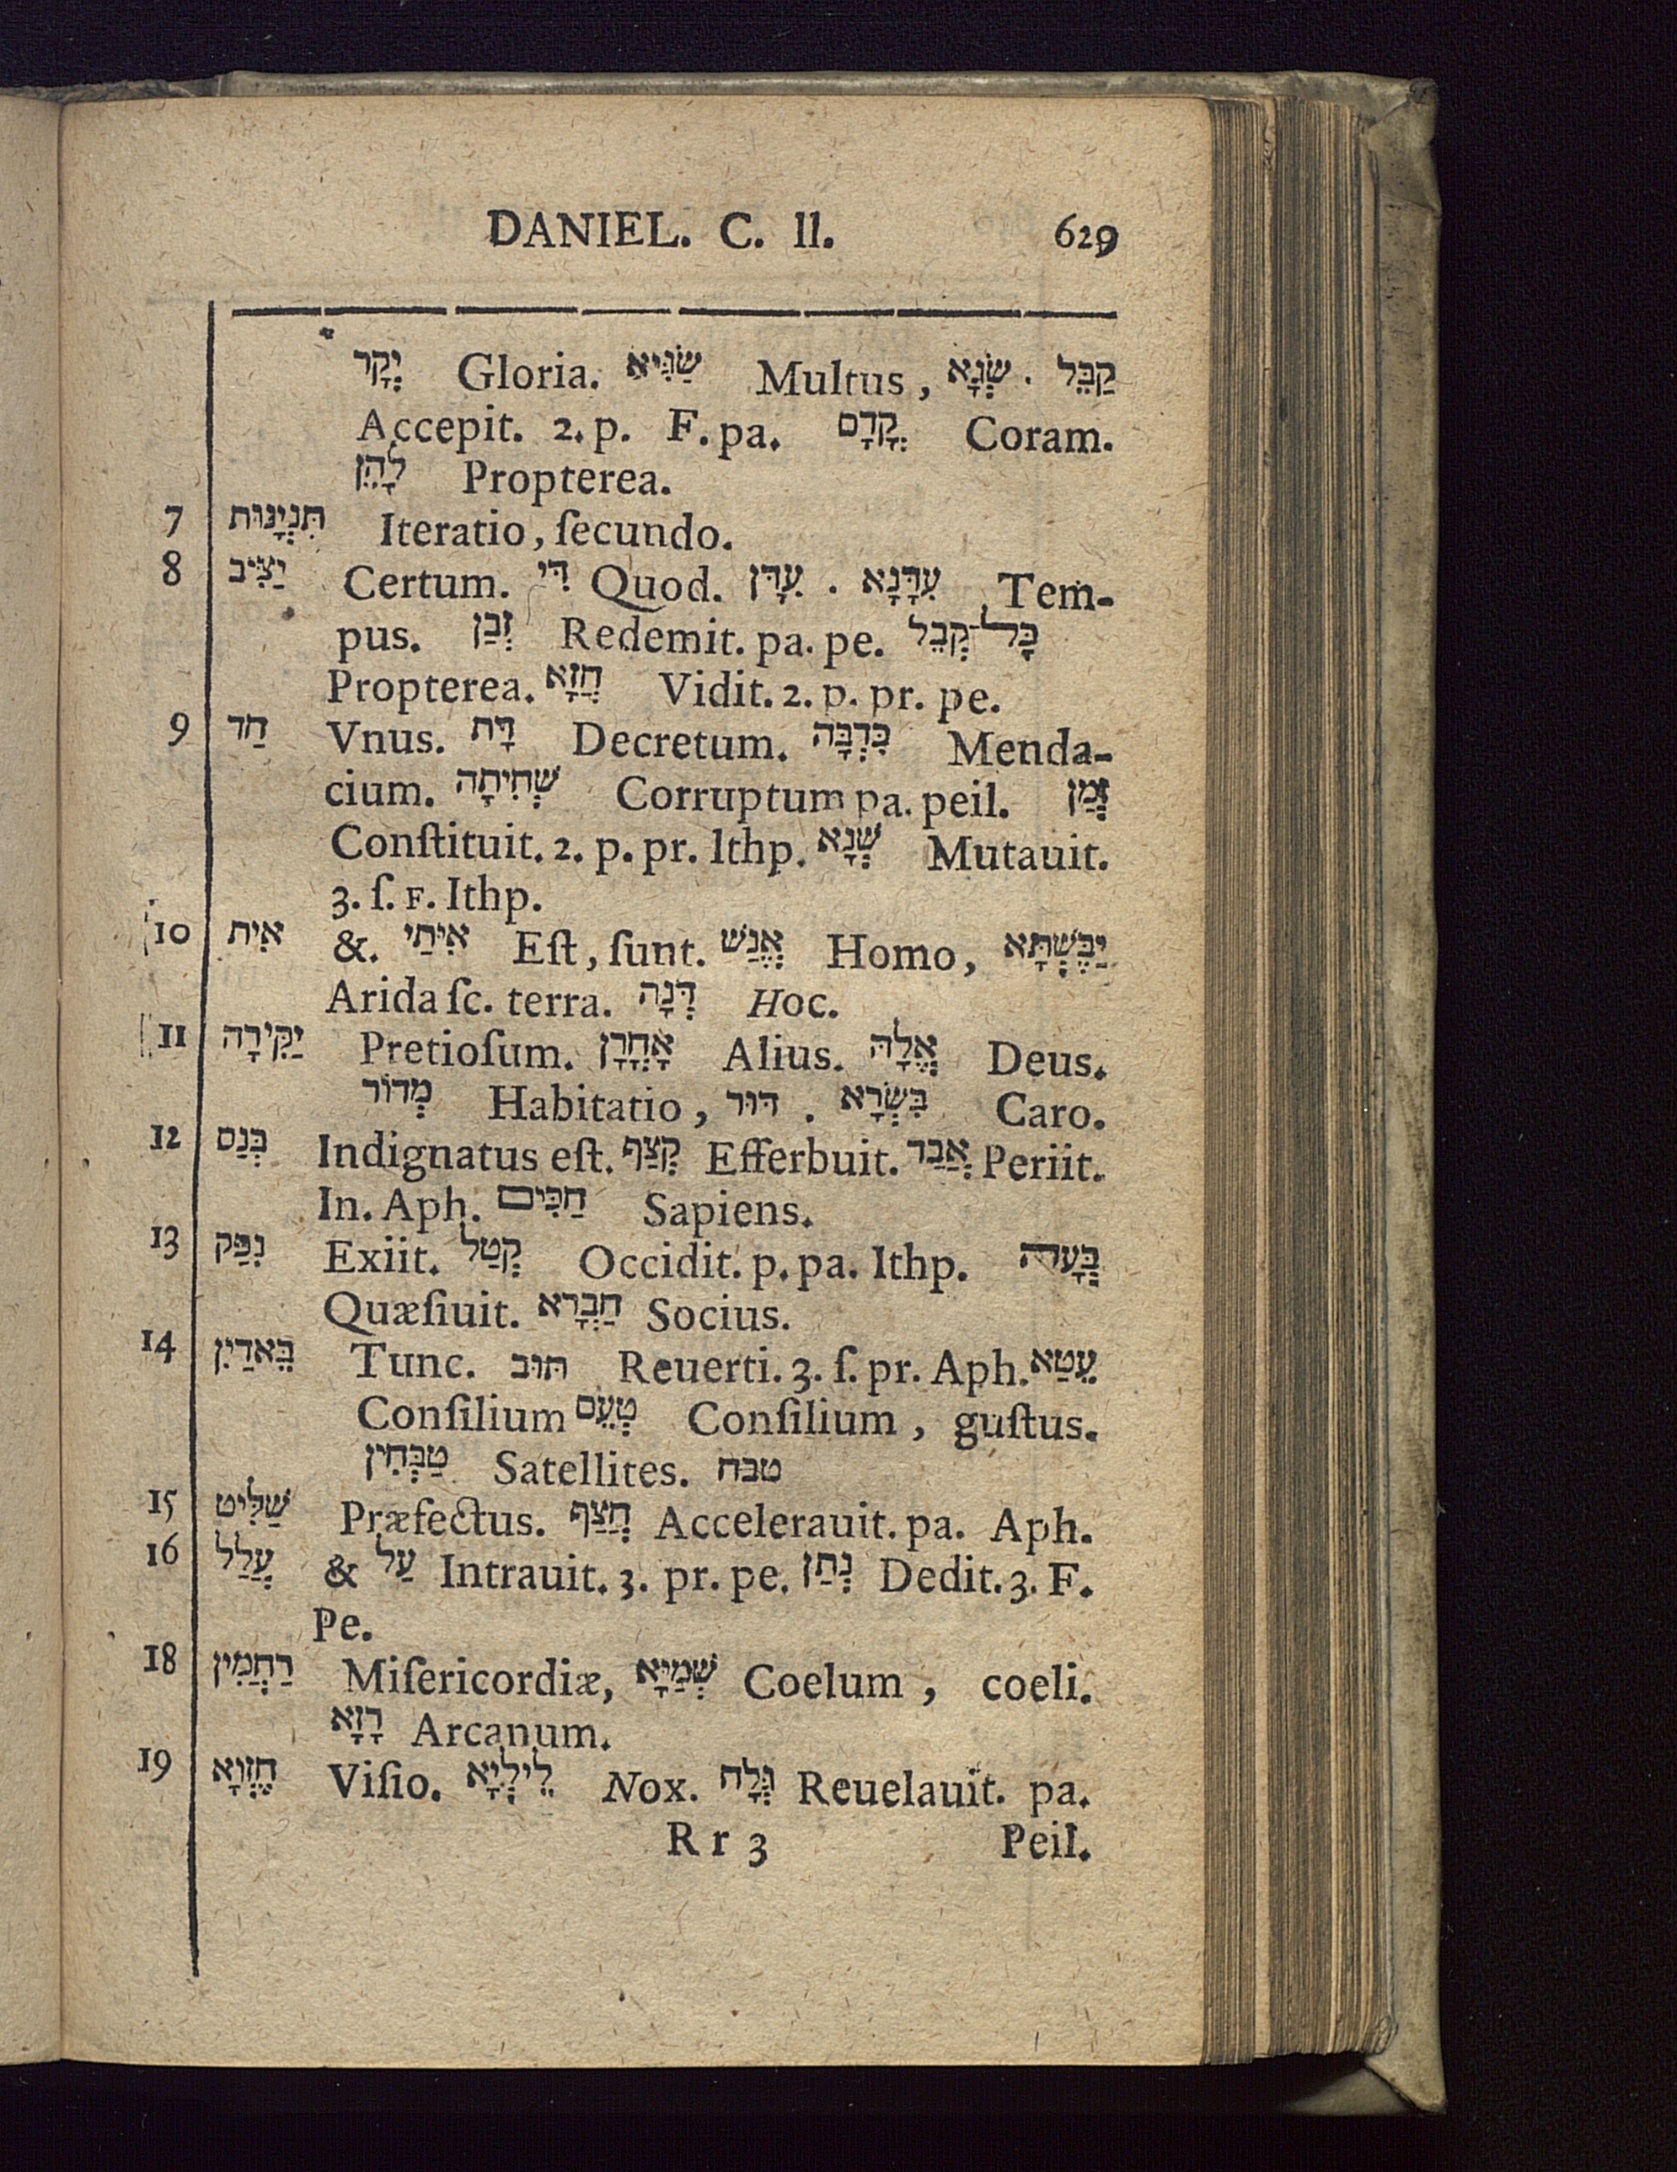 DANIEL. C. II. 629
יְקָר Gloria. שַׂגִּיא Multus, שְׂגָא. קַבֵּל
Accepit. 2. p. F. pa. קֳדָם Coram.
לָהֵן Propterea.
7 תִּנְיָנוּת Iteratio, ſecundo.
8 יַצִּיב Certum. דִּי Quod. עִדָּן. עִדָּנָא Tem-
pus. זְבַן Redemit. pa. pe. כָּל־קְבֵל
Propterea. חֲזָא Vidit. 2. p. pr. pe.
9 חַד Vnus. דָּת Decretum. כִּדְבָּה Menda-
cium. שְׁחִיתָה Corruptum pa. peil. זְמַן
Conſtituit. 2. p. pr. Ithp. שְׁנָא Mutauit.
3. ſ. F. Ithp.
10 אִית &. אִיתַי Eſt, ſunt. אֱנַשׁ Homo, יַבֶּשְׁתָּא
Arida ſc. terra. דְּנָה Hoc.
11 יַקִּירָה Pretioſum. אָחֳרָן Alius. אֱלָהּ Deus.
מְדוֹר Habitatio, דּוּר. בִּשְׂרָא Caro.
12 בְּנַס Indignatus eſt. קְצַף Efferbuit. אֲבַד Periit.
In. Aph. חַכִּים Sapiens.
13 נִפַּק Exiit. קְטַל Occidit. p. pa. Ithp. בְּעָה
Quæſiuit. חַבְרָא Socius.
14 בֵּאדַיִן Tunc. תּוּב Reuerti. 3. ſ. pr. Aph. עֵטָא
Conſilium טְעֵם Conſilium, guſtus.
טַבְּחִין Satellites. טבח
15 שַׁלִּיט Præfectus. חֲצַף Accelerauit. pa. Aph.
16 עֲלַל & עַל Intrauit. 3. pr. pe. נְתַן Dedit. 3. F.
Pe.
18 רַחֲמִין Miſericordiæ, שְׁמַיָּא Coelum, coeli.
רָזָא Arcanum.
19 חֶזְוָא Viſio. לֵילְיָא Nox. גְּלָה Reuelauit. pa.
Rr 3 Peil.